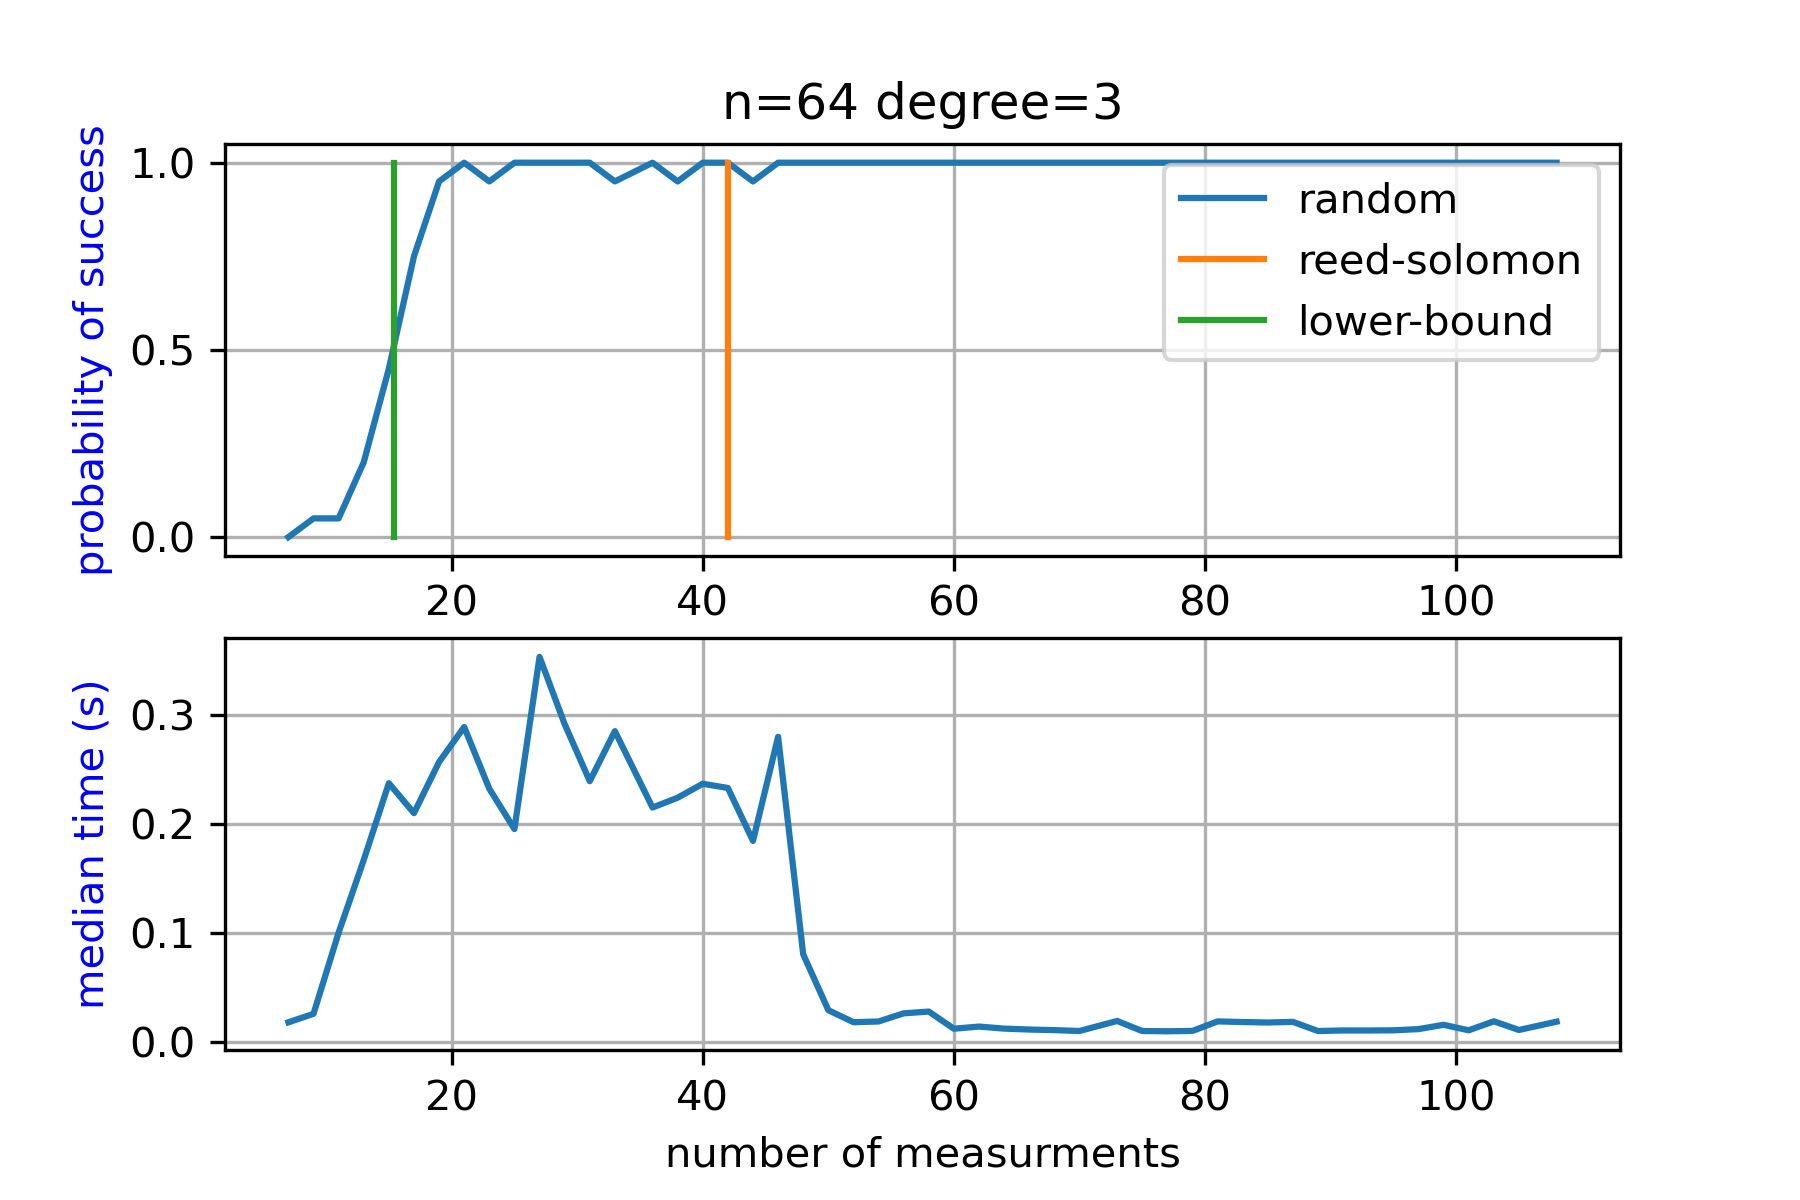 n=64 degree=3
probability of success
1.0
0.5
0.0
random
reed-solomon
lower-bound
20 40 60 80 100
median time (s)
0.3
0.2
0.1
0.0
20 40 60 80 100
number of measurments